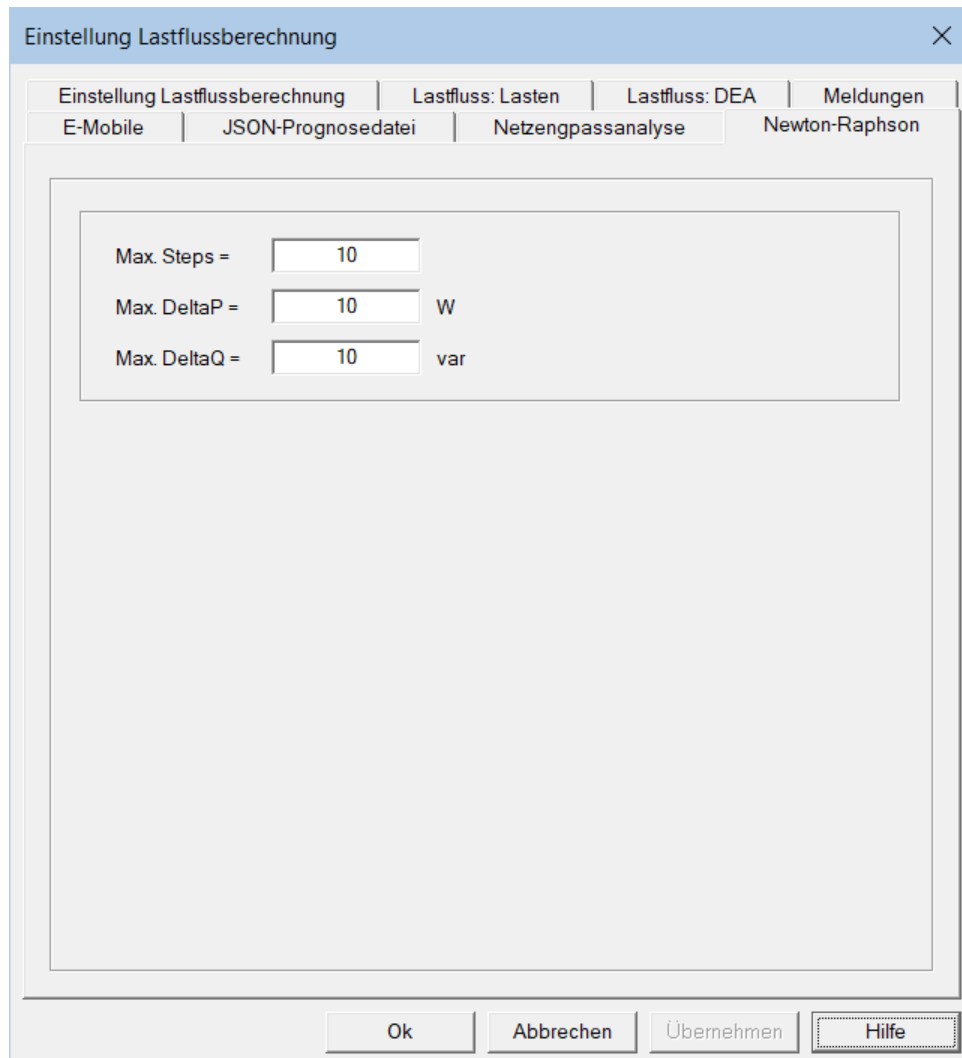 Einstellung Lastflussberechnung
Einstellung Lastflussberechnung Lastfluss: Lasten Lastfluss: DEA Meldungen
E-Mobile JSON-Prognosedatei Netzengpassanalyse Newton-Raphson
Max. Steps = 10
Max. DeltaP = 10 W
Max. DeltaQ = 10 var
Ok Abbrechen Übernehmen Hilfe